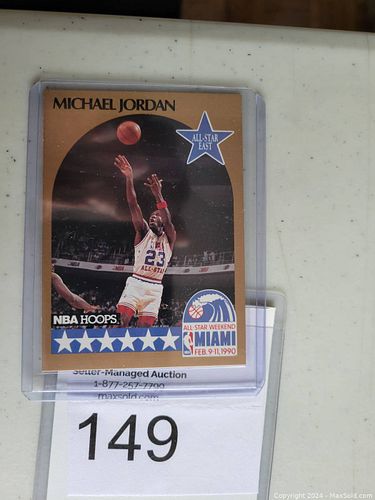 MICHAEL JORDAN
ALL-STAR
EAST
23
ALL-STAR
NBA HOOPS
ALL-STAR WEEKEND
MIAMI
FEB. 9-11, 1990
Seller-Managed Auction
1-877-257-7790
maxsold.com
149
Copyright 2024 - MaxSold.com